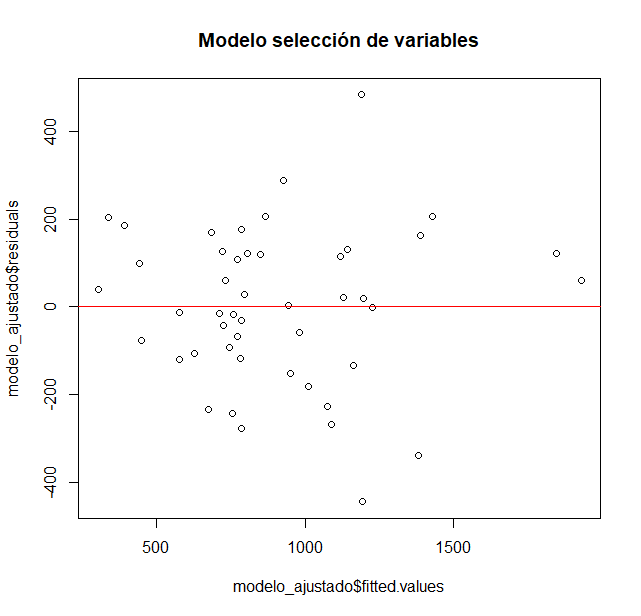 Modelo selección de variables
modelo_ajustado$residuals
400
200
0
-200
-400
500
1000
1500
modelo_ajustado$fitted.values